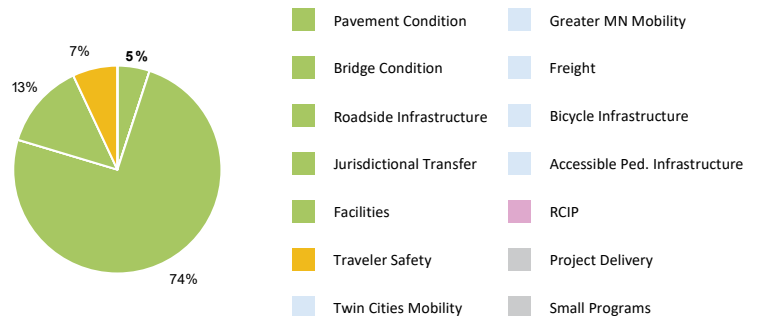 7%
5%
13%
74%
Pavement Condition
Bridge Condition
Roadside Infrastructure
Jurisdictional Transfer
Facilities
Traveler Safety
Twin Cities Mobility
Greater MN Mobility
Freight
Bicycle Infrastructure
Accessible Ped. Infrastructure
RCIP
Project Delivery
Small Programs